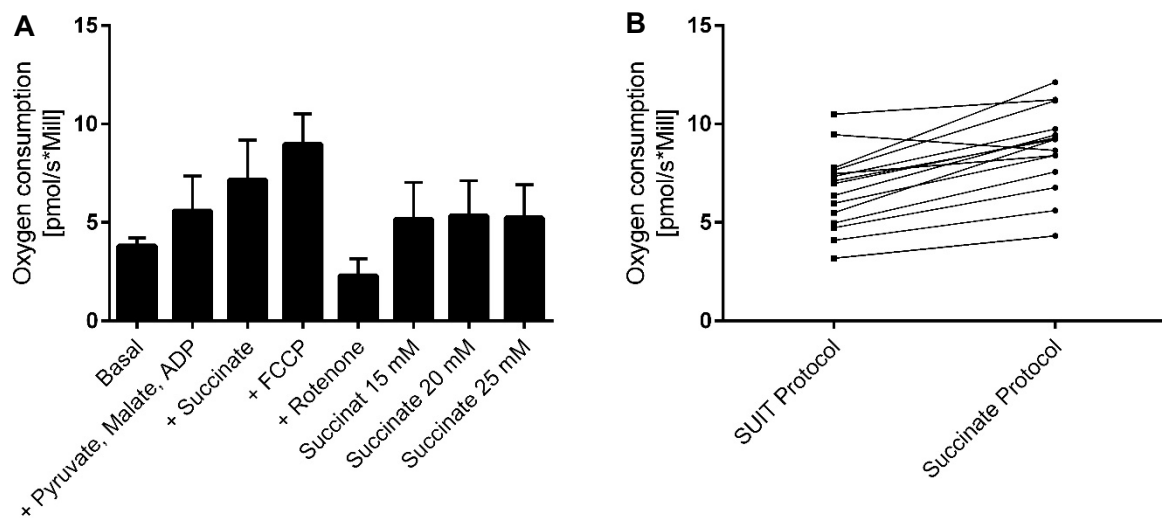 A
Oxygen consumption
[pmol/s*Mill]
15
10
5
0
Basal
+ Pyruvate, Malate, ADP
+ Succinate
+ FCCP
+ Rotenone
Succinat 15 mM
Succinate 20 mM
Succinate 25 mM
B
Oxygen consumption
[pmol/s*Mill]
15
10
5
0
SUIT Protocol
Succinate Protocol